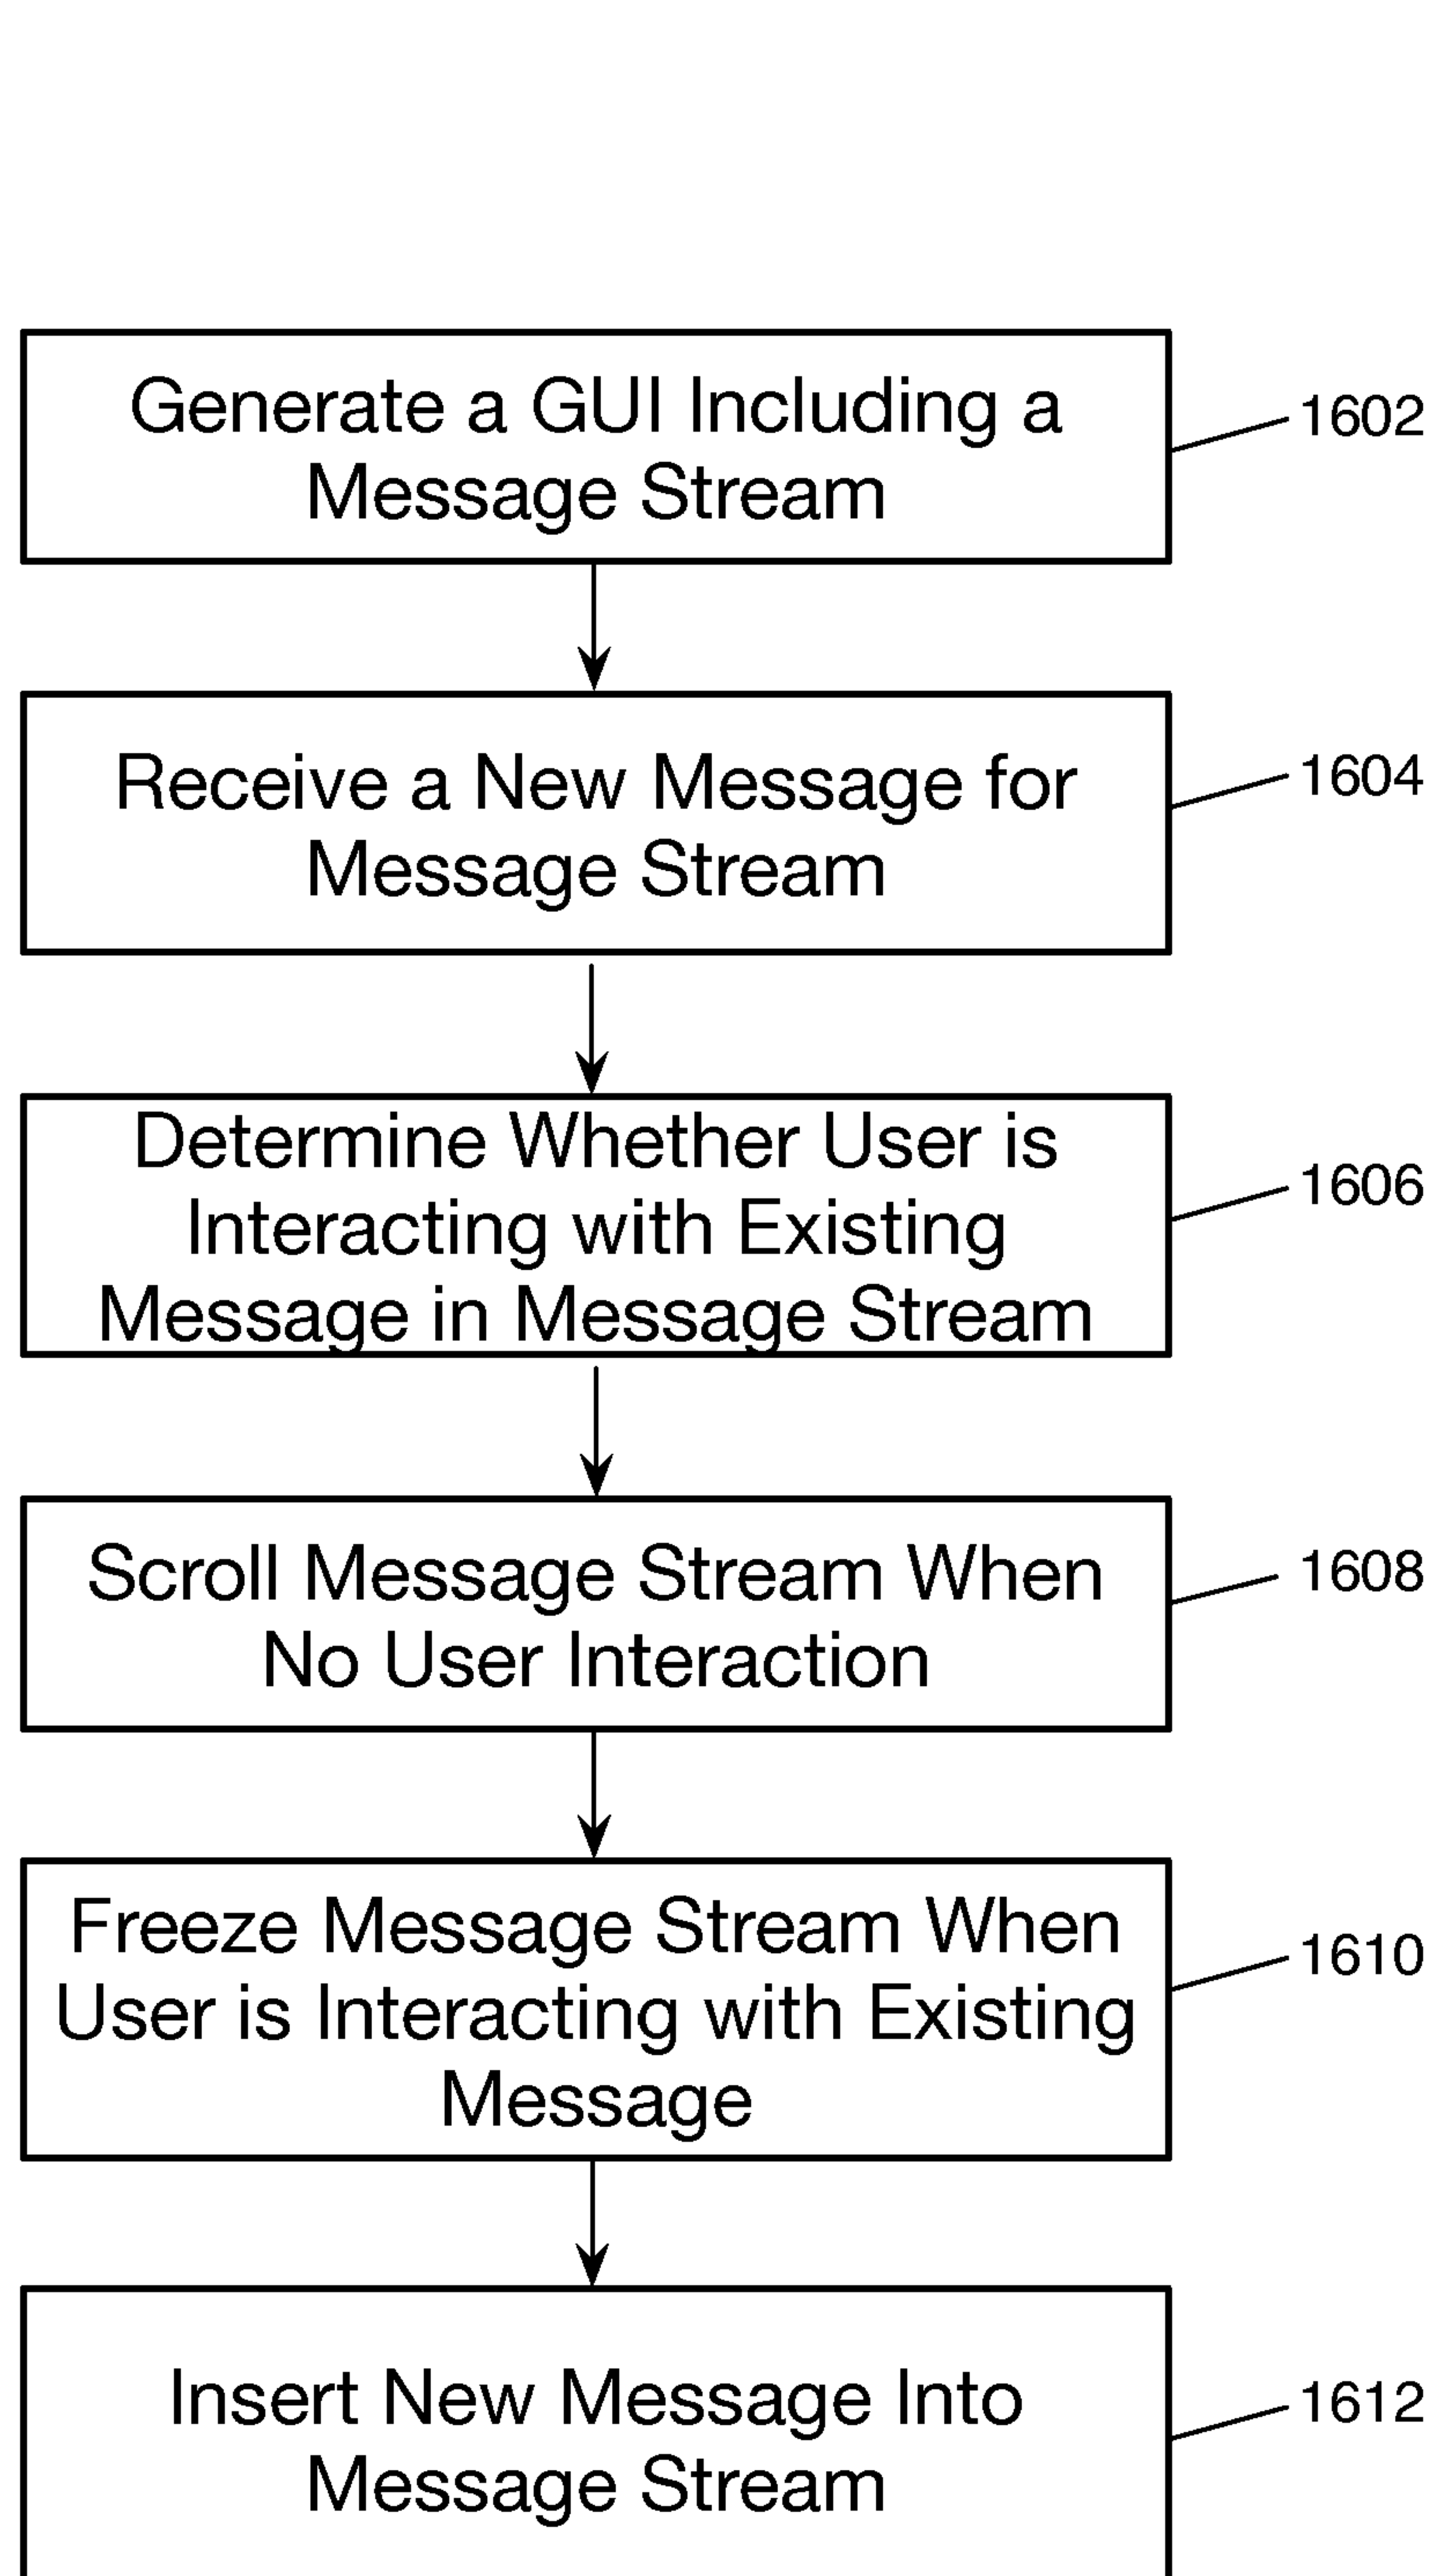 Generate a GUI Including a
Message Stream
1602
Receive a New Message for
Message Stream
1604
Determine Whether User is
Interacting with Existing
Message in Message Stream
1606
Scroll Message Stream When
No User Interaction
1608
Freeze Message Stream When
User is Interacting with Existing
Message
1610
Insert New Message Into
Message Stream
1612